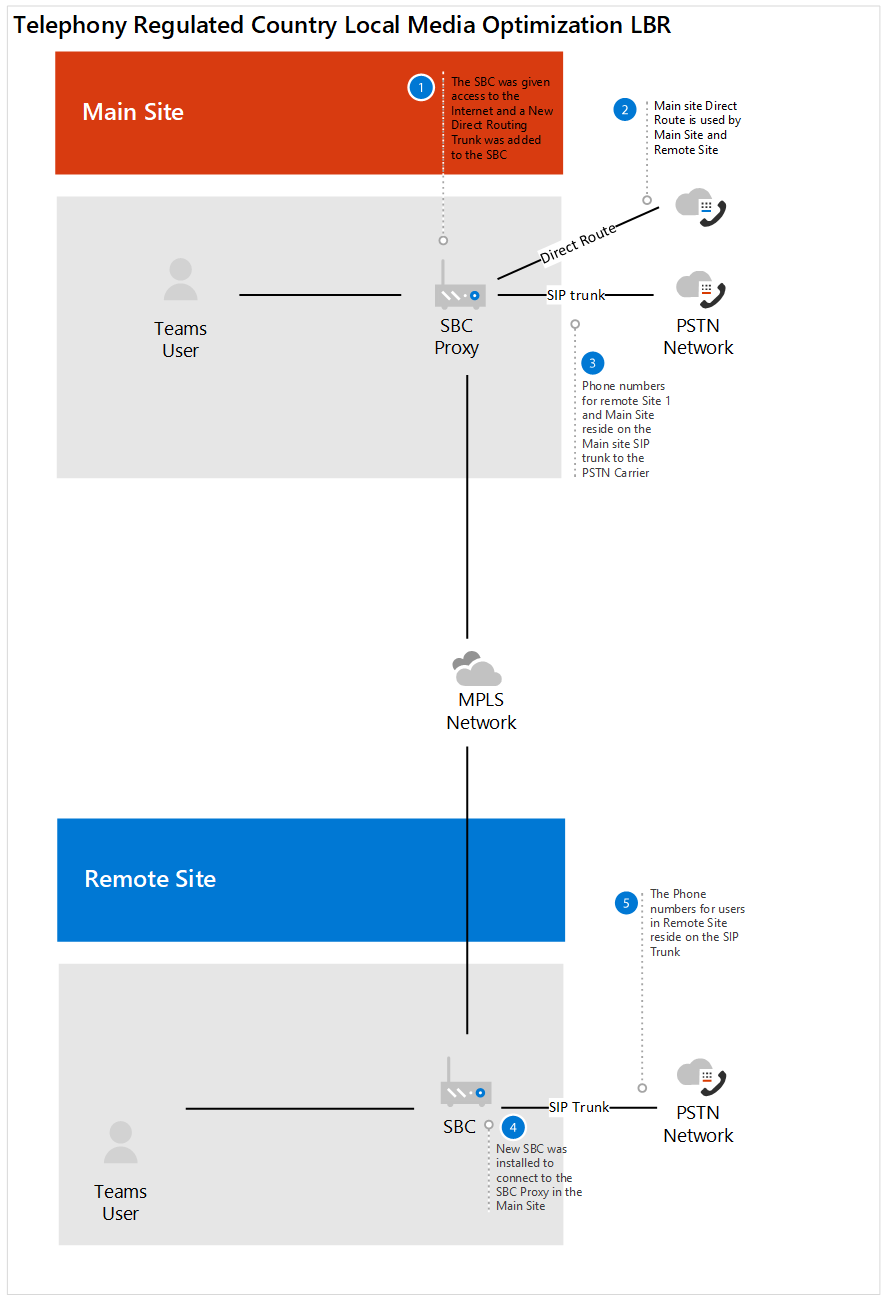 Telephony Regulated Country Local Media Optimization LBR
Main Site
1
The SBC was given
access to the
Internet and a New
Direct Routing
Trunk was added
to the SBC
2
Main site Direct
Route is used by
Main Site and
Remote Site
Direct Route
SIP trunk
Teams
User
SBC
Proxy
PSTN
Network
3
Phone numbers
for remote Site 1
and Main Site
reside on the
Main site SIP
trunk to the
PSTN Carrier
MPLS
Network
Remote Site
5
The Phone
numbers for users
in Remote Site
reside on the SIP
Trunk
SIP Trunk
SBC
PSTN
Network
4
New SBC was
installed to
connect to the
SBC Proxy in the
Main Site
Teams
User